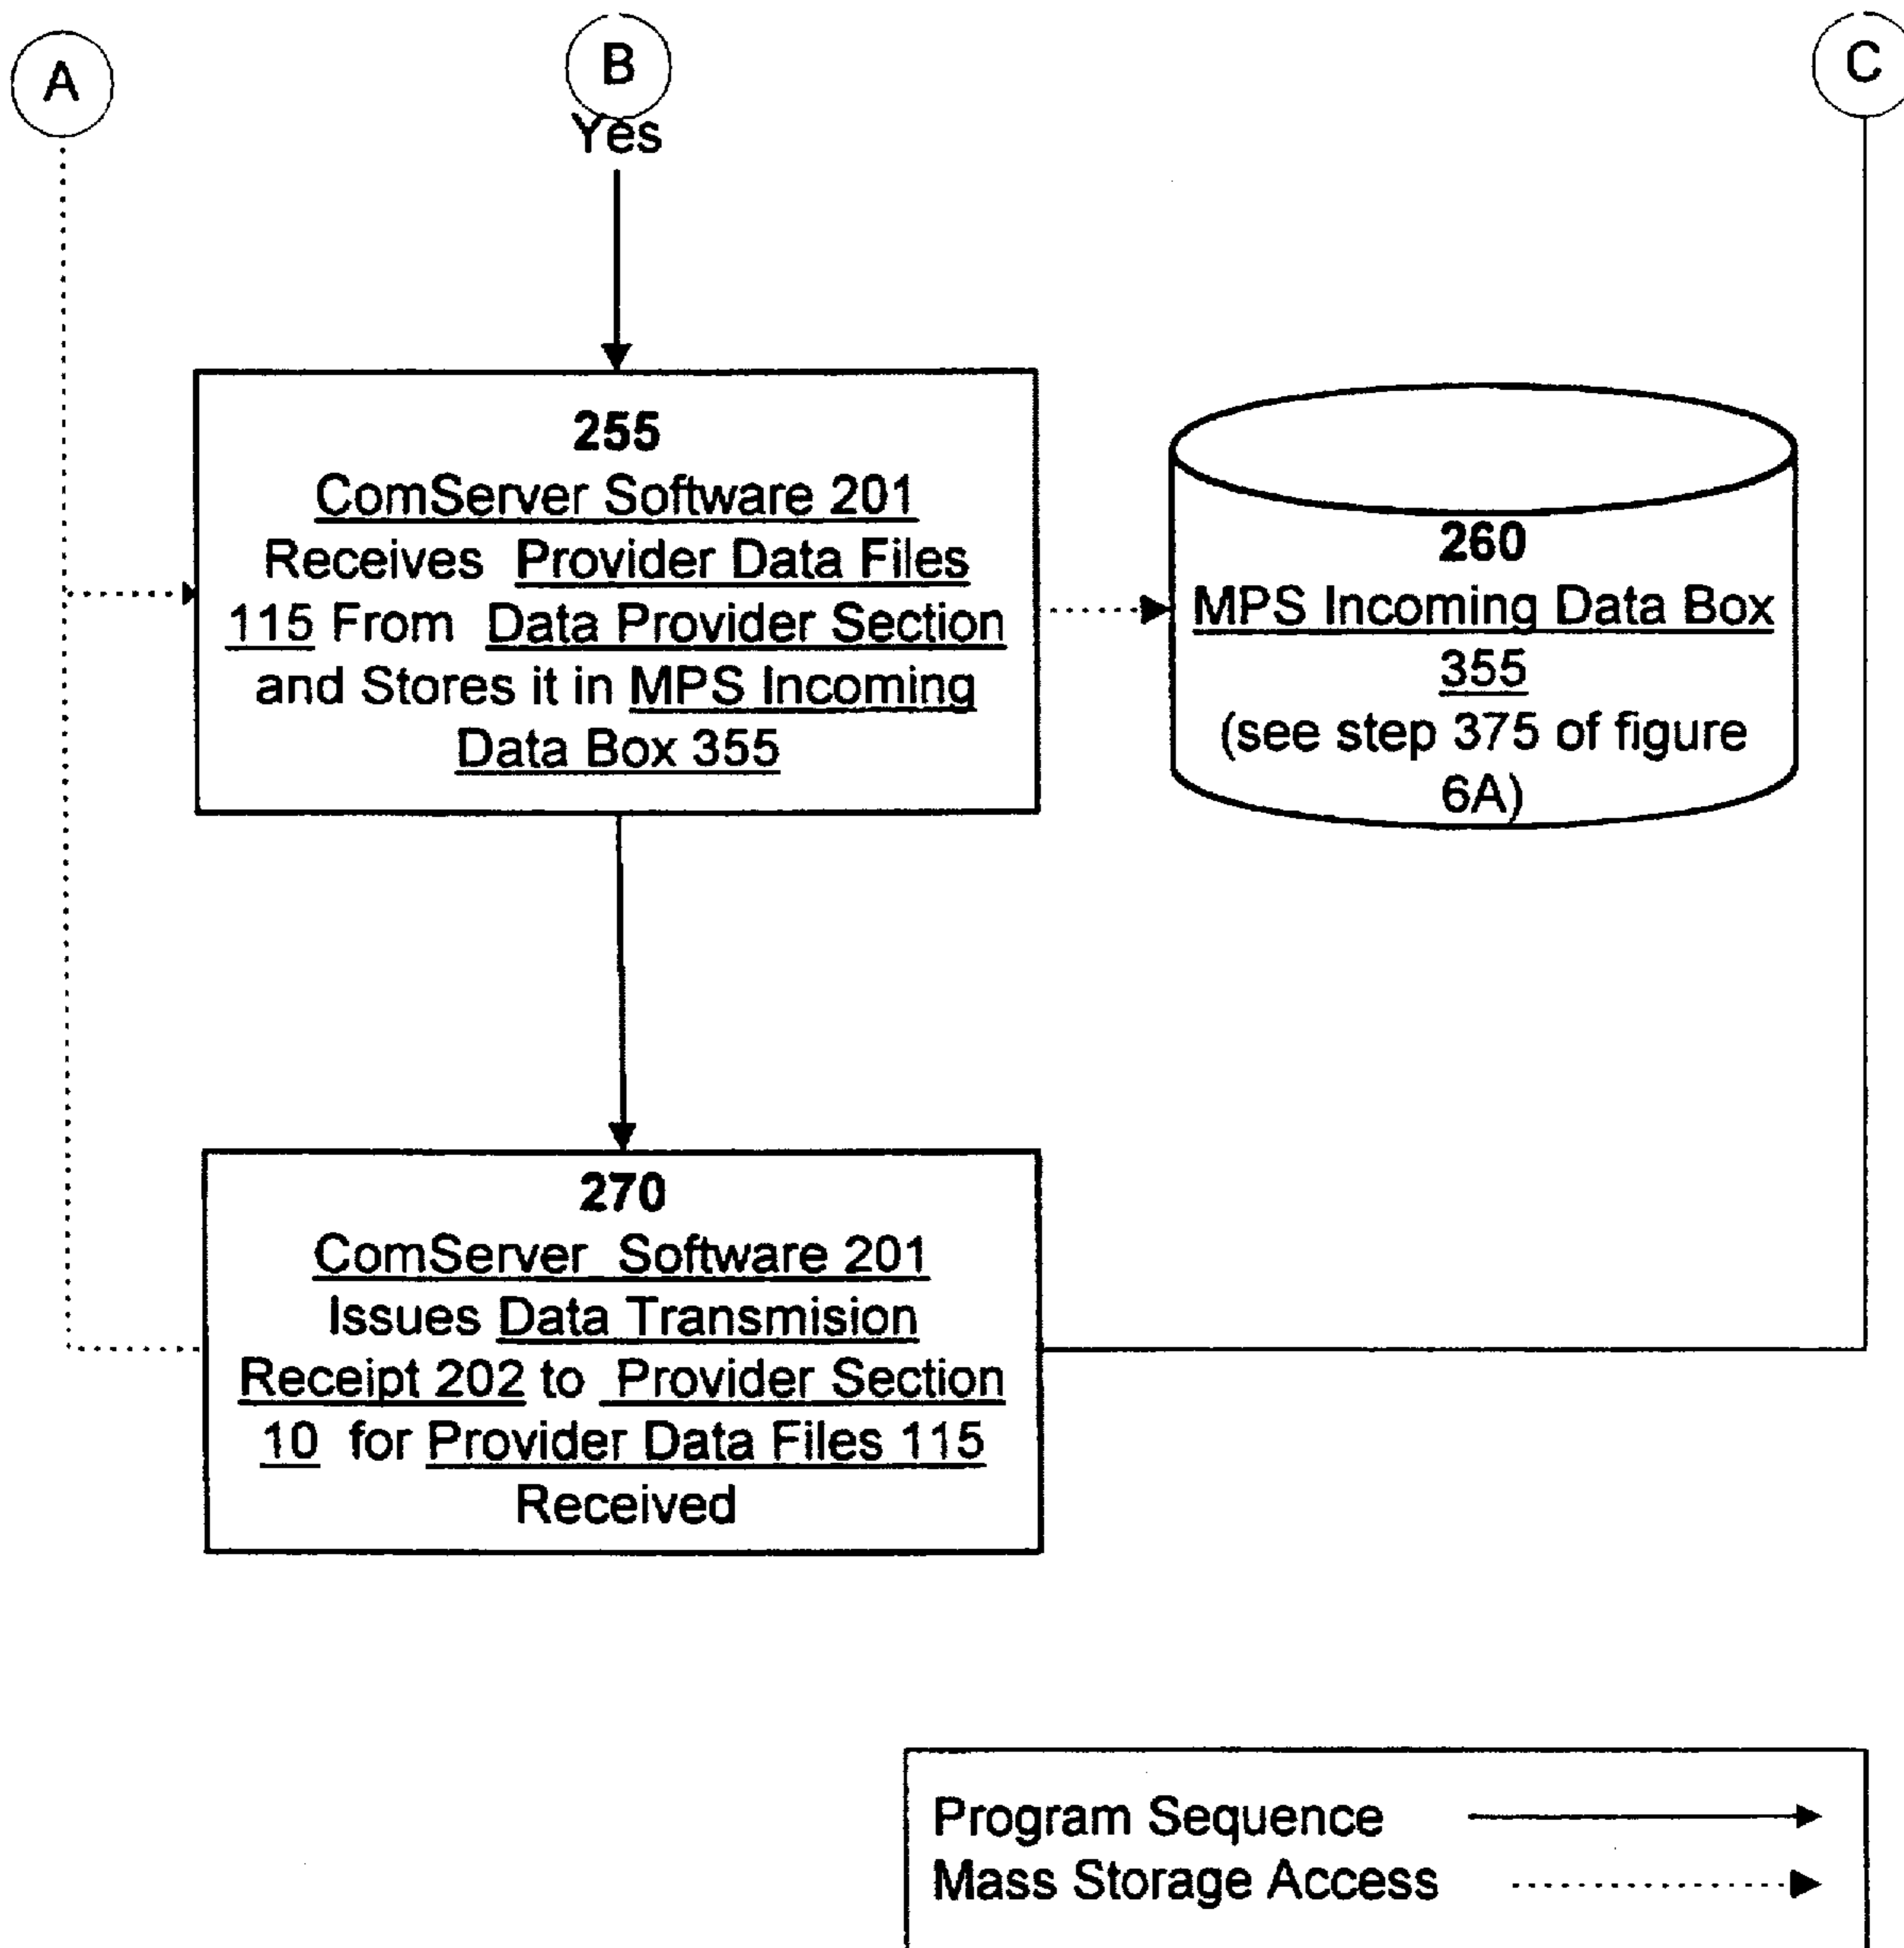 A
B
C
Yes
255
ComServer Software 201
Receives Provider Data Files
115 From Data Provider Section
and Stores it in MPS Incoming
Data Box 355
260
MPS Incoming Data Box
355
(see step 375 of figure
6A)
270
ComServer Software 201
Issues Data Transmision
Receipt 202 to Provider Section
10 for Provider Data Files 115
Received
Program Sequence
Mass Storage Access